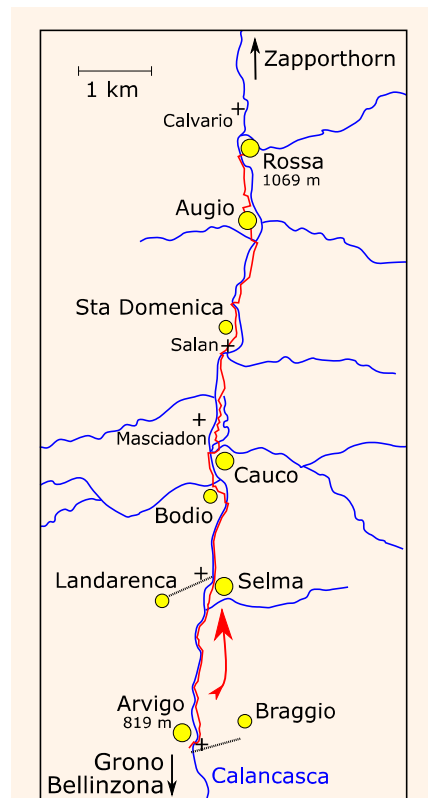 Zapporthorn
1 km
Calvario
Rossa
1069 m
Augio
Sta Domenica
Salan
Masciadon
Cauco
Bodio
Landarenca
Selma
Arvigo
819 m
Braggio
Grono
Bellinzona
Calancasca